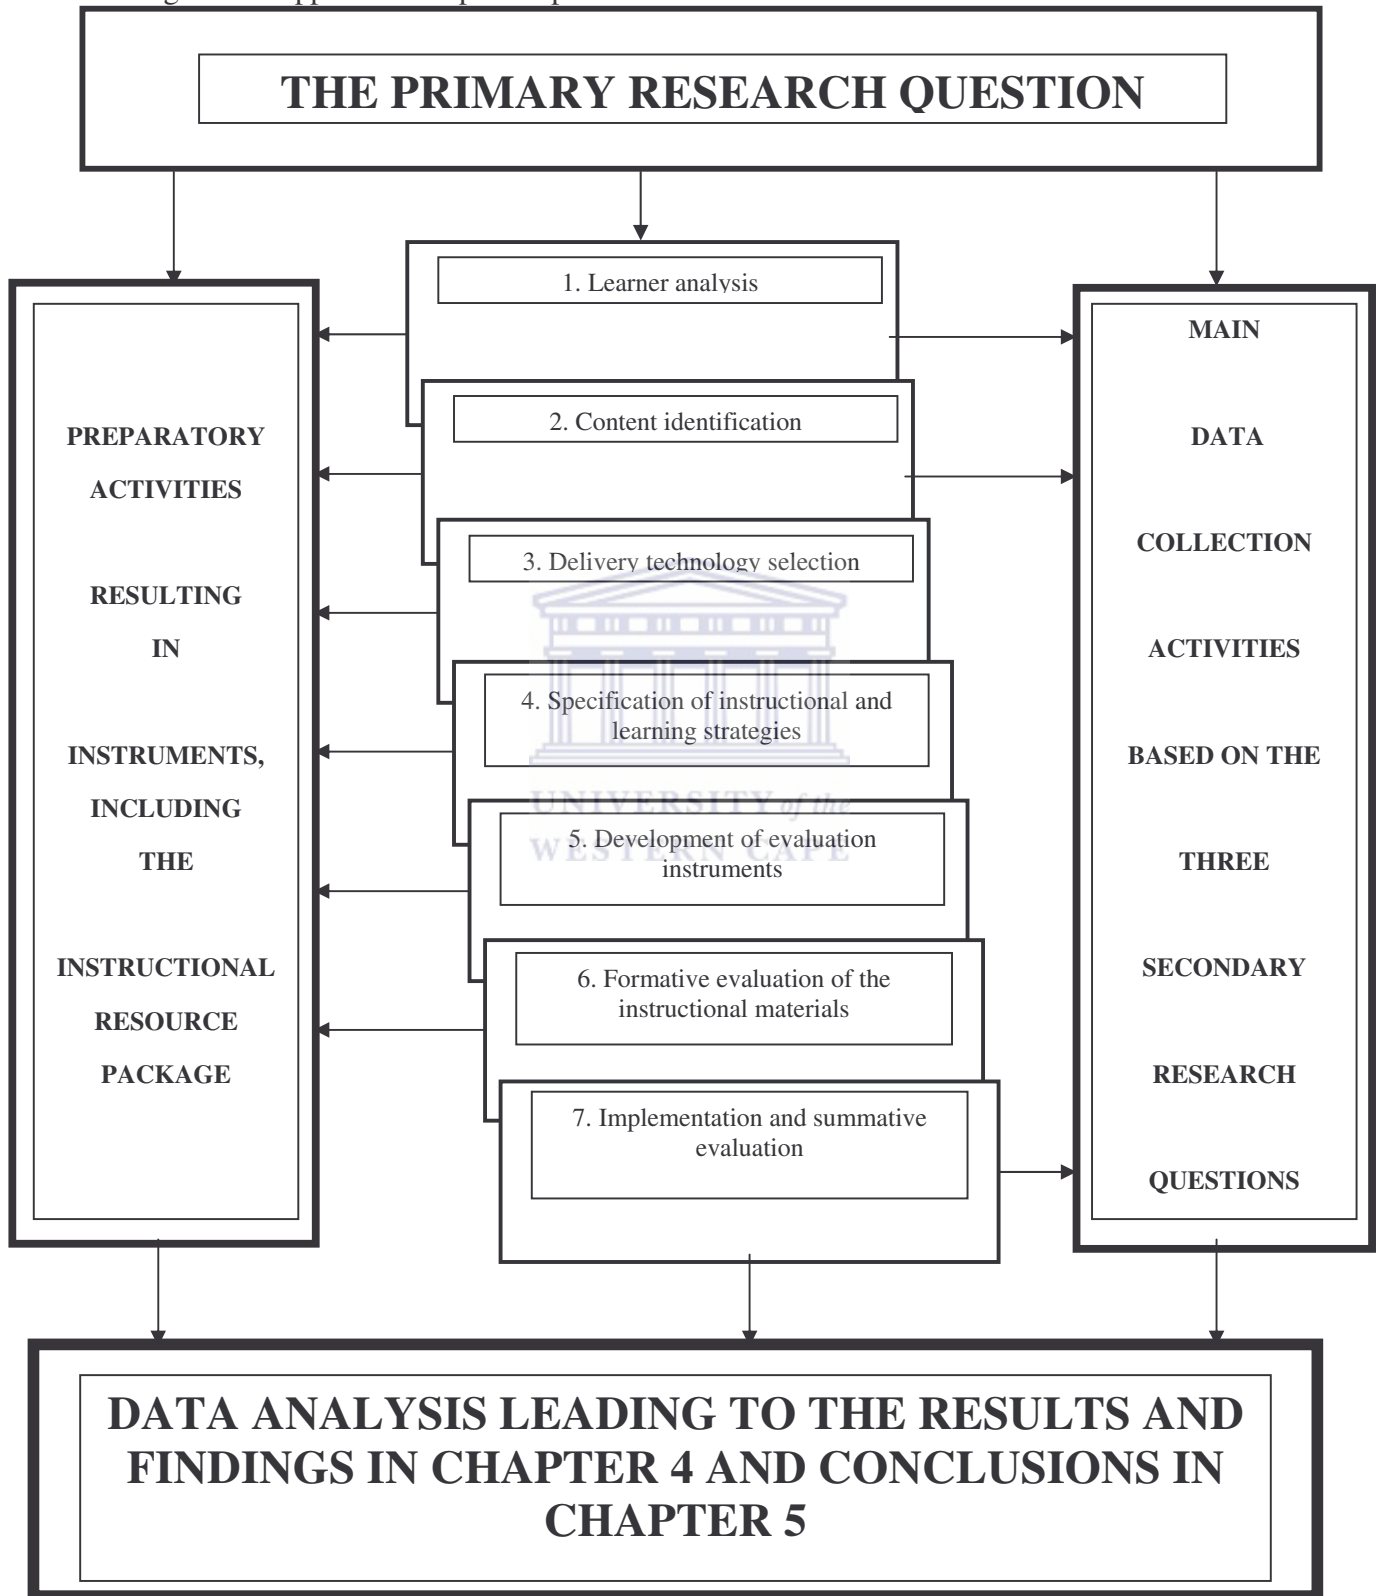 THE PRIMARY RESEARCH QUESTION
1. Learner analysis
2. Content identification
3. Delivery technology selection
4. Specification of instructional and
learning strategies
5. Development of evaluation
instruments
6. Formative evaluation of the
instructional materials
7. Implementation and summative
evaluation
PREPARATORY
ACTIVITIES
RESULTING
IN
INSTRUMENTS,
INCLUDING
THE
INSTRUCTIONAL
RESOURCE
PACKAGE
MAIN
DATA
COLLECTION
ACTIVITIES
BASED ON THE
THREE
SECONDARY
RESEARCH
QUESTIONS
UNIVERSITY of the
WESTERN CAPE
DATA ANALYSIS LEADING TO THE RESULTS AND
FINDINGS IN CHAPTER 4 AND CONCLUSIONS IN
CHAPTER 5